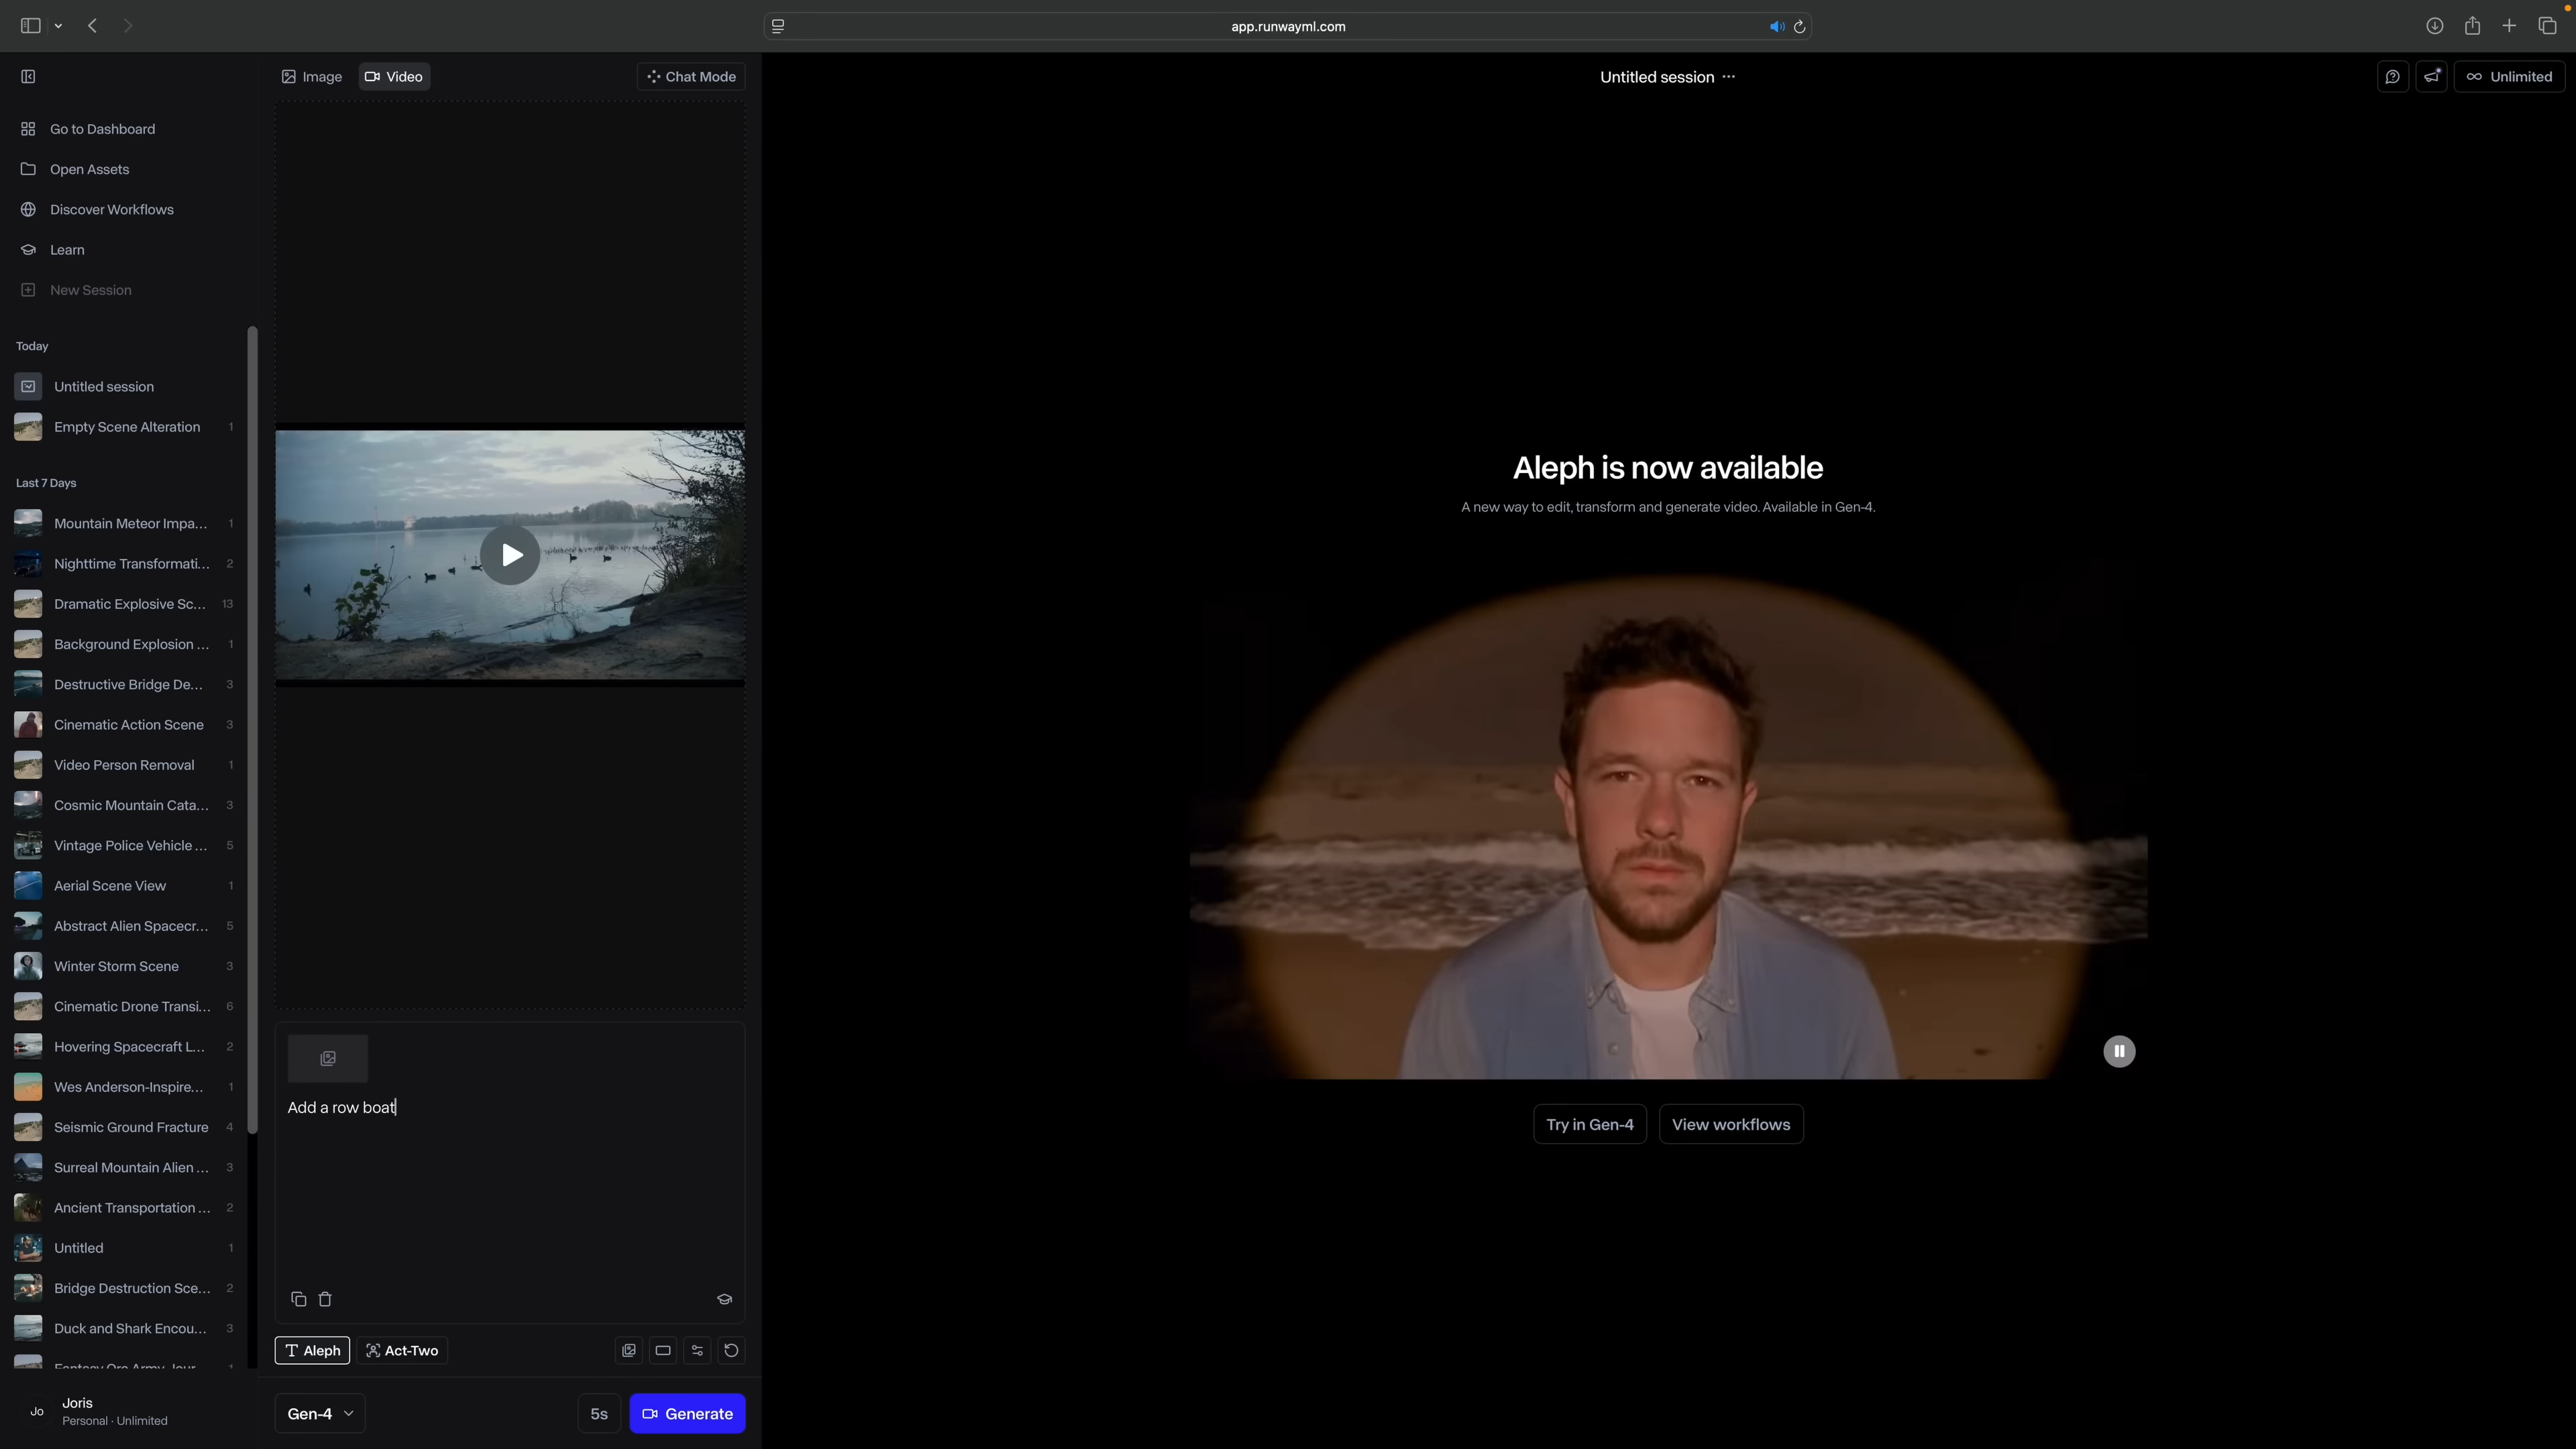 app.runwayml.com
Image
Video
Chat Mode
Untitled session
Unlimited
Go to Dashboard
Open Assets
Discover Workflows
Learn
New Session
Today
Untitled session
Empty Scene Alteration 1
Last 7 Days
Mountain Meteor Impa... 1
Nighttime Transformati... 2
Dramatic Explosive Sc... 13
Background Explosion ... 1
Destructive Bridge De... 3
Cinematic Action Scene 3
Video Person Removal 1
Cosmic Mountain Cata... 3
Vintage Police Vehicle ... 5
Aerial Scene View 1
Abstract Alien Spacecr... 5
Winter Storm Scene 3
Cinematic Drone Transi... 6
Hovering Spacecraft L... 2
Wes Anderson-Inspire... 1
Seismic Ground Fracture 4
Surreal Mountain Alien ... 3
Ancient Transportation ... 2
Untitled 1
Bridge Destruction Sce... 2
Duck and Shark Encou... 3
Jo
Joris
Personal · Unlimited
Add a row boat
Aleph
Act-Two
Gen-4
5s
Generate
Aleph is now available
A new way to edit, transform and generate video. Available in Gen-4.
Try in Gen-4
View workflows